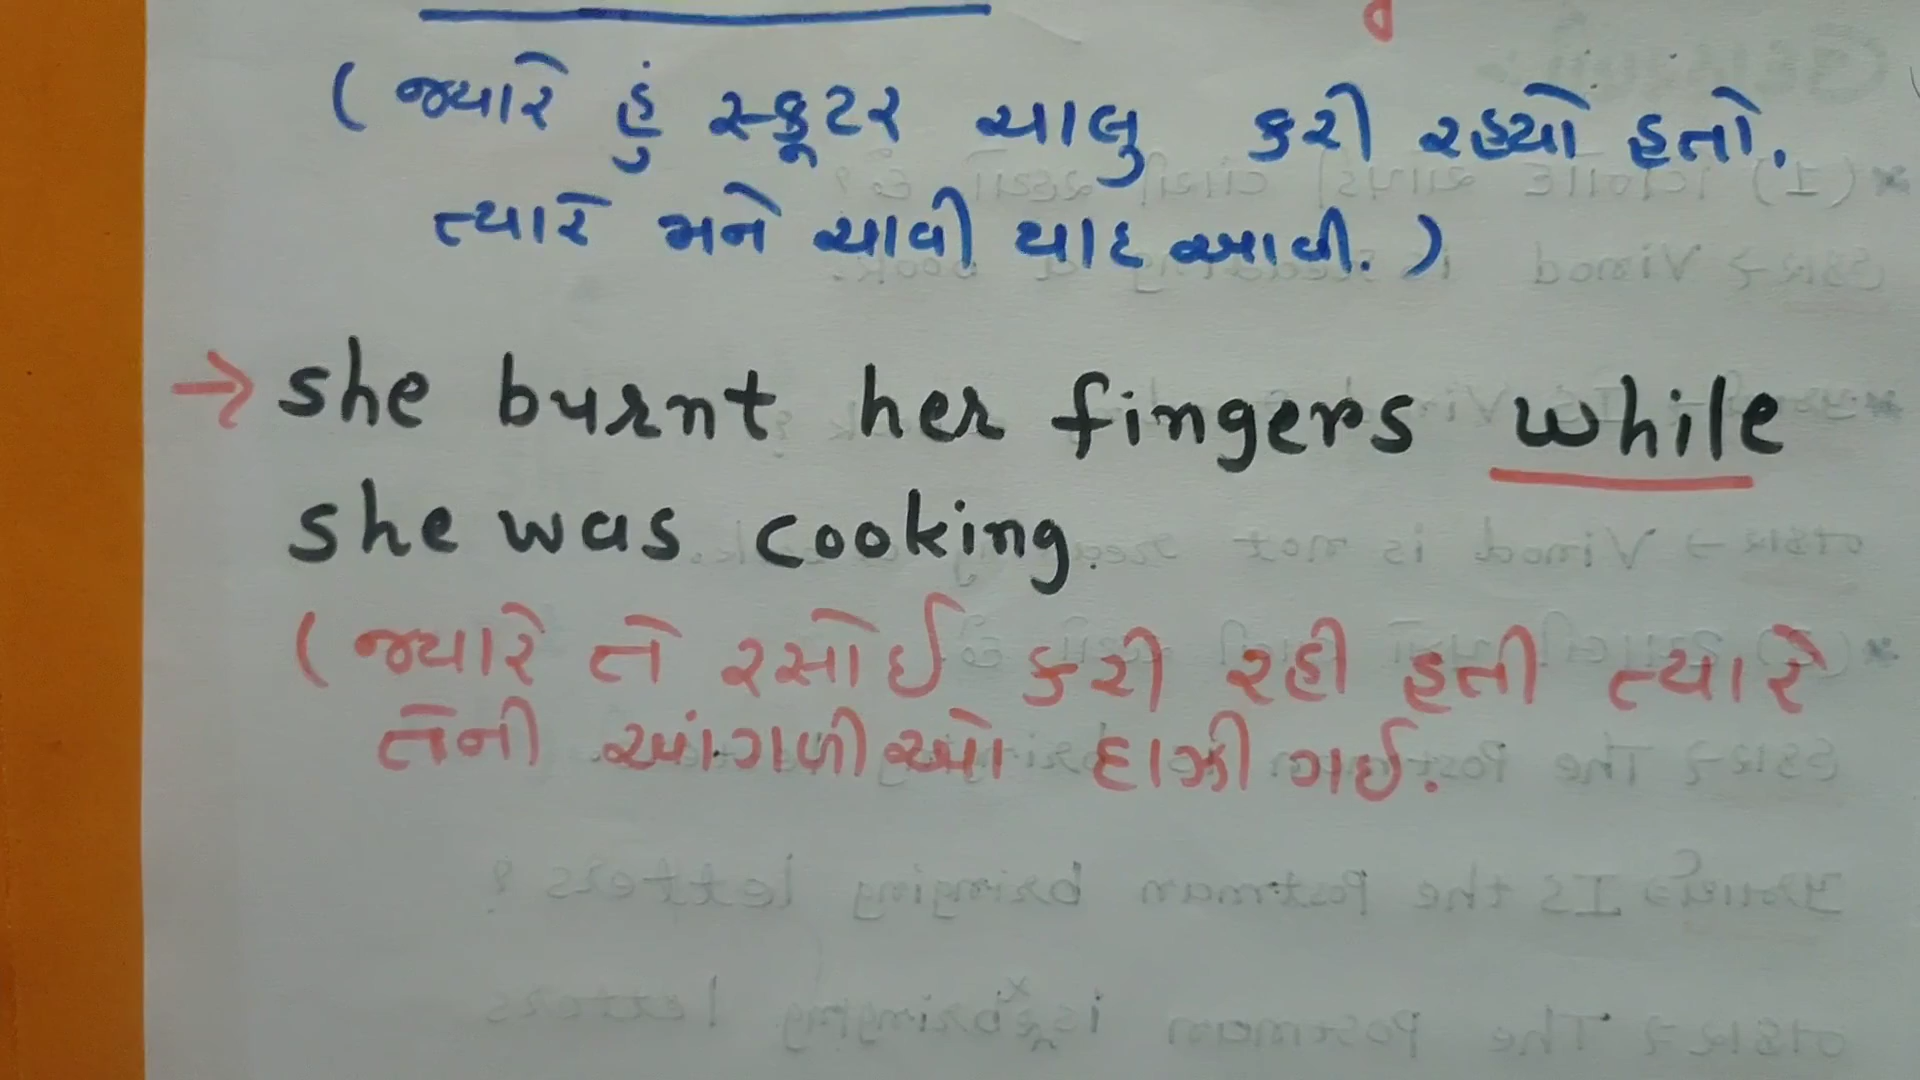 (જ્યારે હું સ્કૂટર ચાલુ કરી રહ્યો હતો.
ત્યારે મને ચાવી યાદ આવી.)
→ she burnt her fingers while
she was cooking.
(જ્યારે તે રસોઈ કરી રહી હતી ત્યારે
તેની આંગળીઓ દાઝી ગઈ.